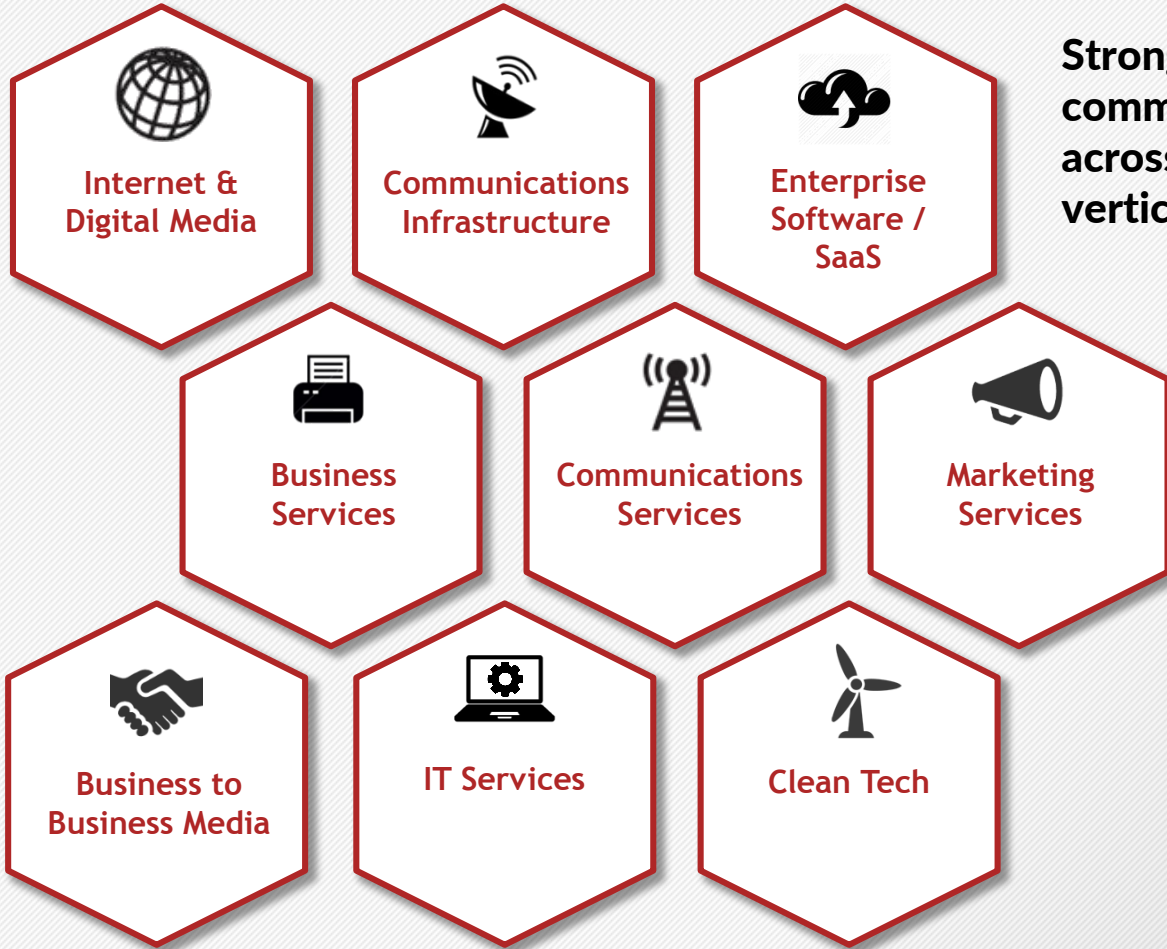 Internet &
Digital Media
Communications
Infrastructure
Enterprise
Software /
SaaS
Business
Services
Communications
Services
Marketing
Services
Business to
Business Media
IT Services
Clean Tech